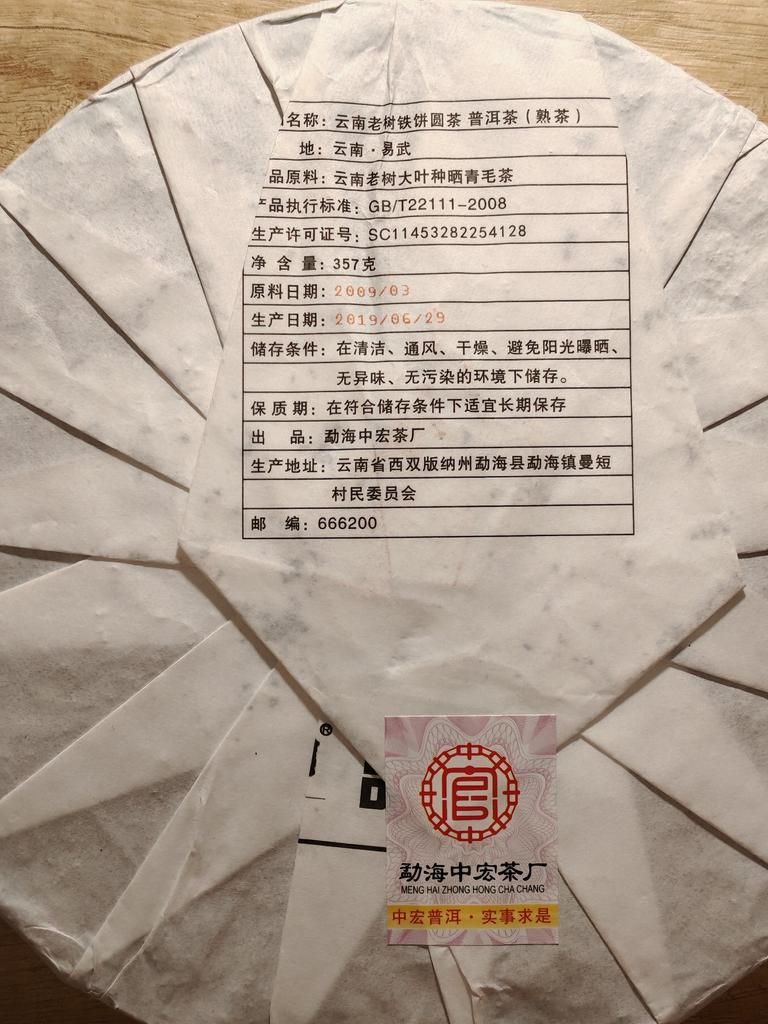 名称：云南老树铁饼圆茶 普洱茶（熟茶）
地：云南·易武
品原料：云南老树大叶种晒青毛茶
产品执行标准：GB/T22111-2008
生产许可证号：SC11453282254128
净 含 量：357克
原料日期：2009/03
生产日期：2019/06/29
储存条件：在清洁、通风、干燥、避免阳光曝晒、
无异味、无污染的环境下储存。
保 质 期：在符合储存条件下适宜长期保存
出 品：勐海中宏茶厂
生产地址：云南省西双版纳州勐海县勐海镇曼短
村民委员会
邮 编：666200
®
勐海中宏茶厂
MENG HAI ZHONG HONG CHA CHANG
中宏普洱·实事求是